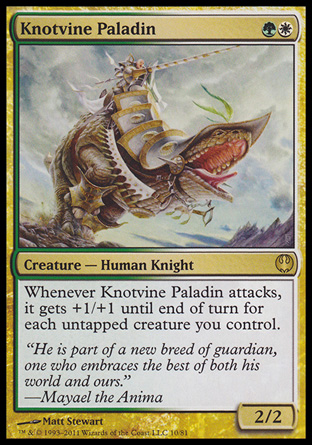 Knotvine Paladin
Creature — Human Knight
Whenever Knotvine Paladin attacks,
it gets +1/+1 until end of turn for
each untapped creature you control.
“He is part of a new breed of guardian,
one who embraces the best of both his
world and ours.”
—Mayael the Anima
Matt Stewart
™ & © 1993–2011 Wizards of the Coast LLC 10/81
2/2